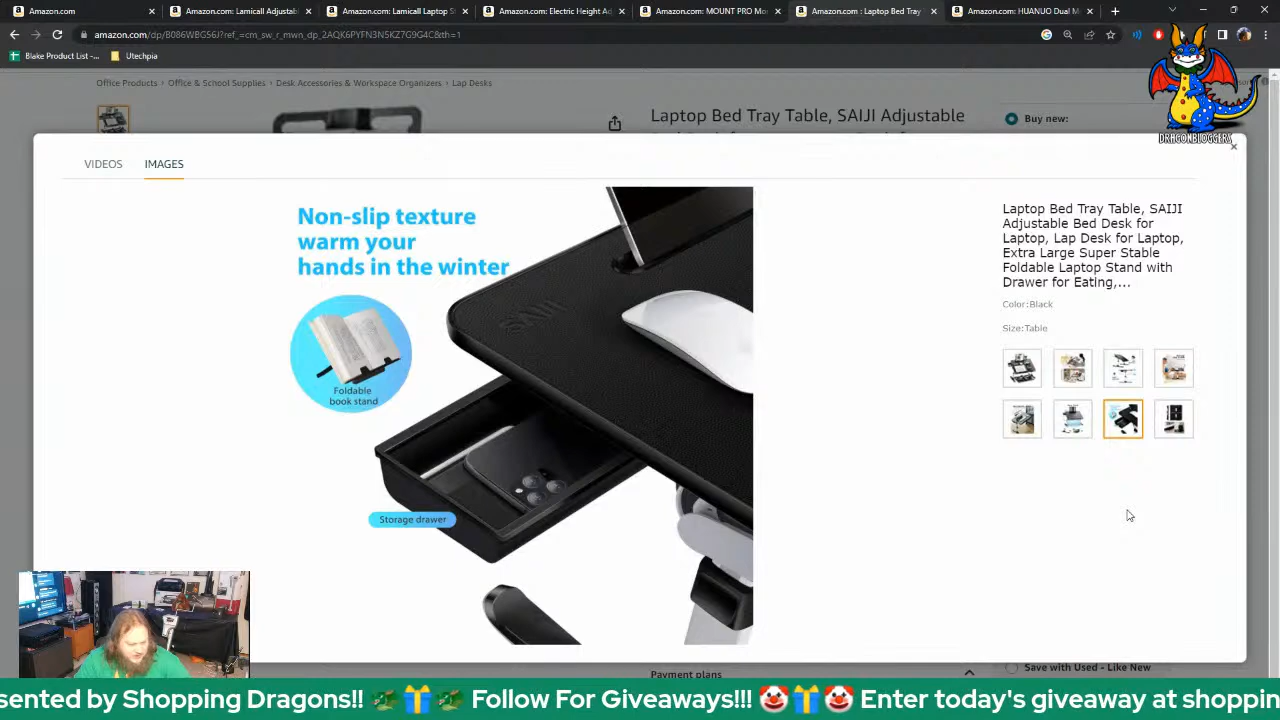 Amazon.com
Amazon.com: Lamicall Adjustabl
Amazon.com: Lamicall Laptop S
Amazon.com: Electric Height Ad
Amazon.com: MOUNT PRO Mo
Amazon.com : Laptop Bed Tray
Amazon.com: HUANUO Dual M
amazon.com/dp/B086WBG56J?ref_=cm_sw_r_mwn_dp_2AQK6PYFN3N5KZ7G9G4C&th=1
Blake Product List -...
Utechpia
Office Products › Office & School Supplies › Desk Accessories & Workspace Organizers › Lap Desks
Laptop Bed Tray Table, SAIJI Adjustable
Buy new:
DRAGONBLOGGERS
VIDEOS
IMAGES
Non-slip texture
warm your
hands in the winter
SAIJI
Foldable
book stand
Storage drawer
Laptop Bed Tray Table, SAIJI
Adjustable Bed Desk for
Laptop, Lap Desk for Laptop,
Extra Large Super Stable
Foldable Laptop Stand with
Drawer for Eating,...
Color:Black
Size:Table
Payment plans
Save with Used - Like New
sented by Shopping Dragons!! 🐲🎁🐲 Follow For Giveaways!!! 🤡🎁🤡 Enter today's giveaway at shoppin